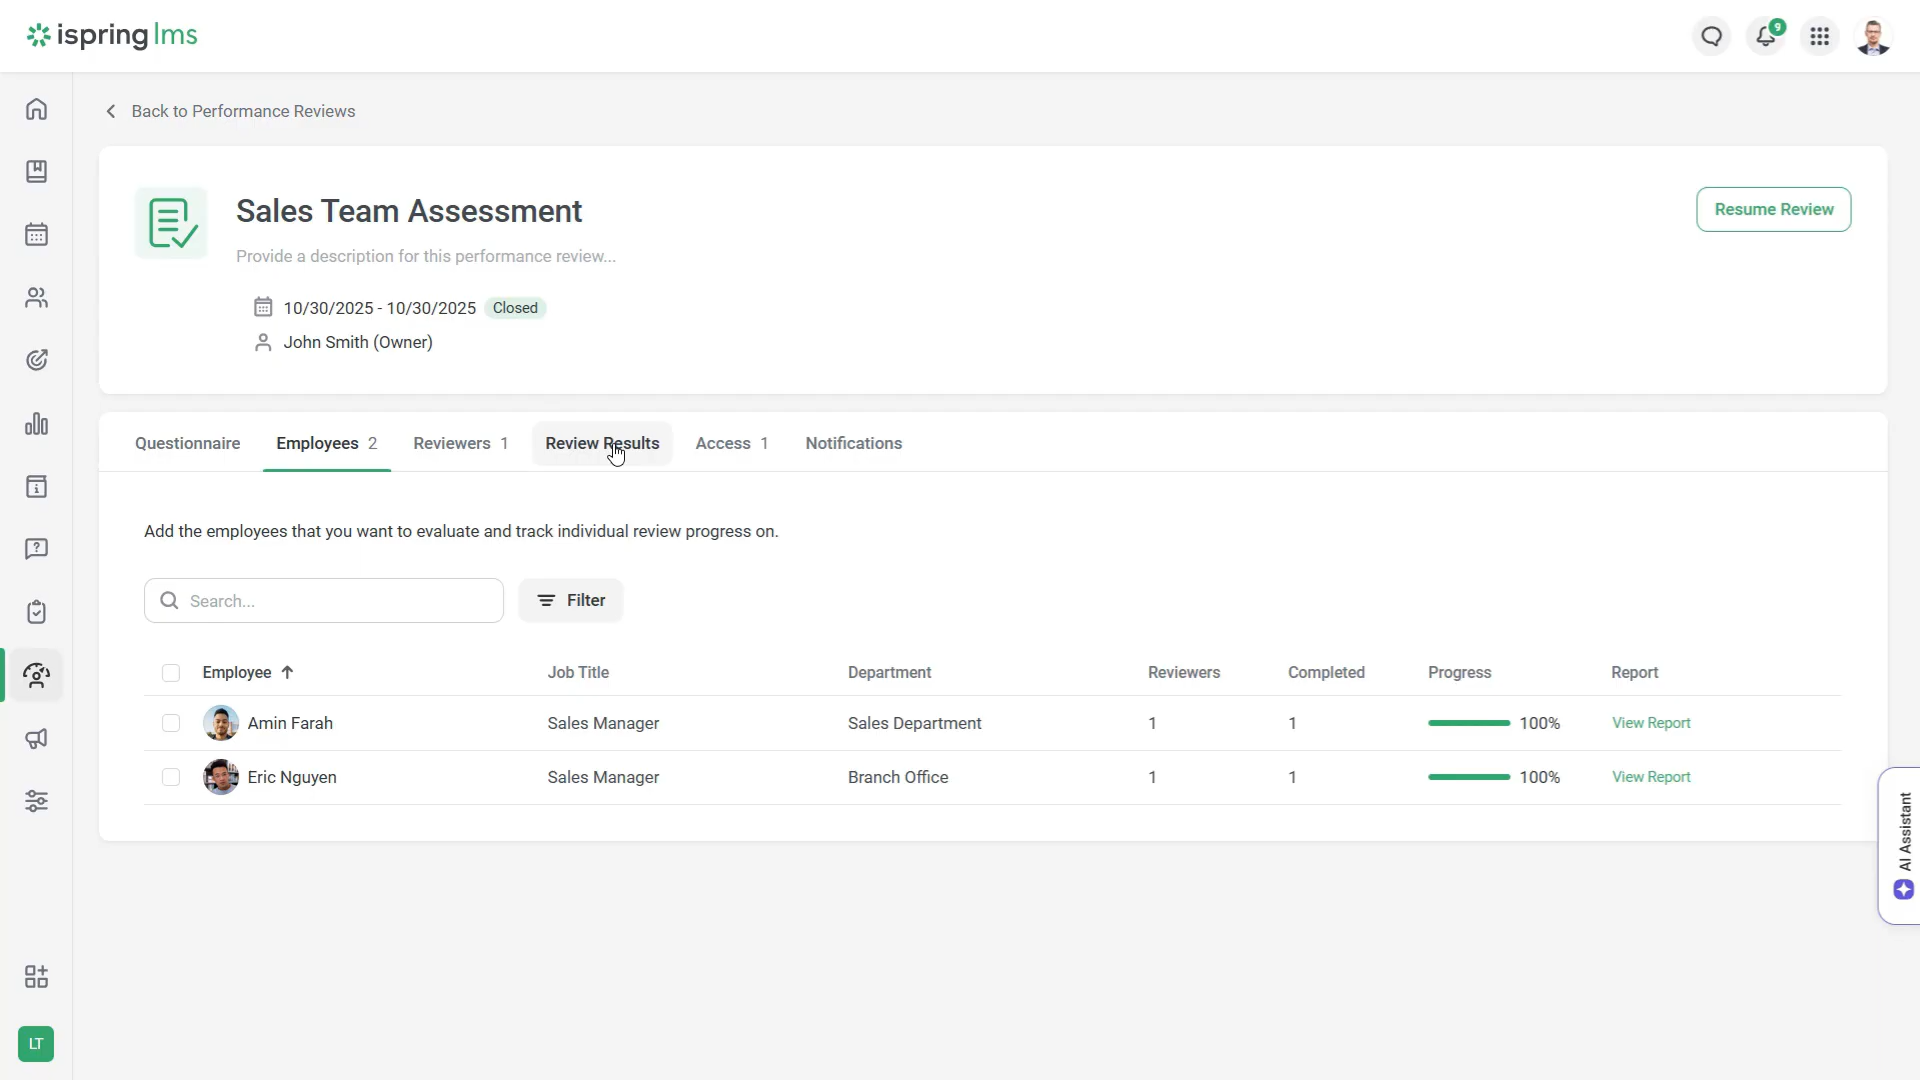 ispring lms
9
Back to Performance Reviews
Sales Team Assessment
Resume Review
Provide a description for this performance review...
10/30/2025 - 10/30/2025 Closed
John Smith (Owner)
Questionnaire Employees 2 Reviewers 1 Review Results Access 1 Notifications
Add the employees that you want to evaluate and track individual review progress on.
Search... Filter
Employee Job Title Department Reviewers Completed Progress Report
Amin Farah Sales Manager Sales Department 1 1 100% View Report
Eric Nguyen Sales Manager Branch Office 1 1 100% View Report
AI Assistant
LT